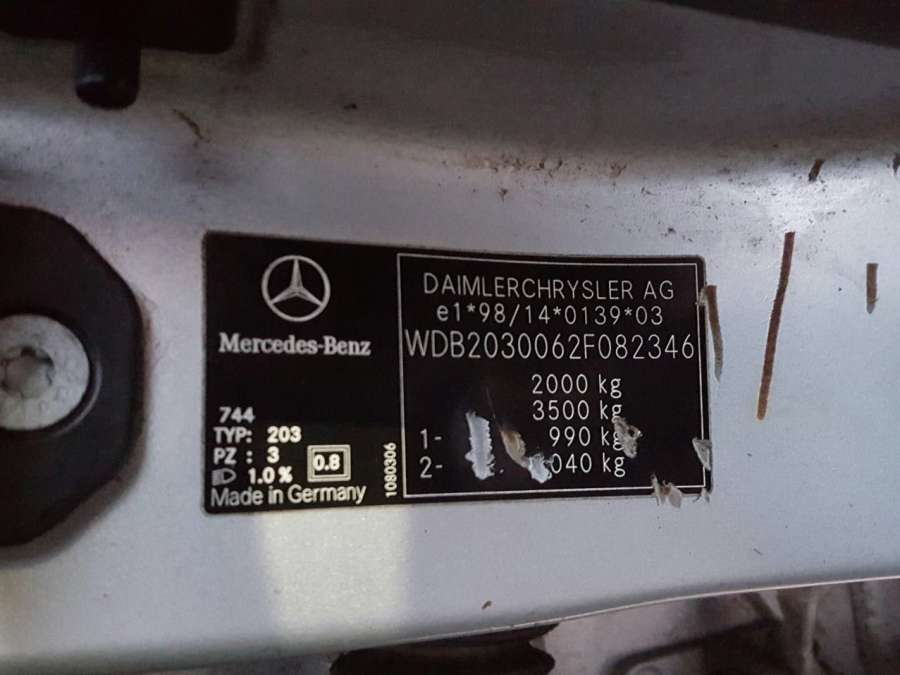 Mercedes-Benz
744
TYP: 203
PZ : 3
1.0 % 0.8
Made in Germany
1080306
DAIMLERCHRYSLER AG
e1*98/14*0139*03
WDB2030062F082346
2000 kg
3500 kg
1- 990 kg
2- 040 kg